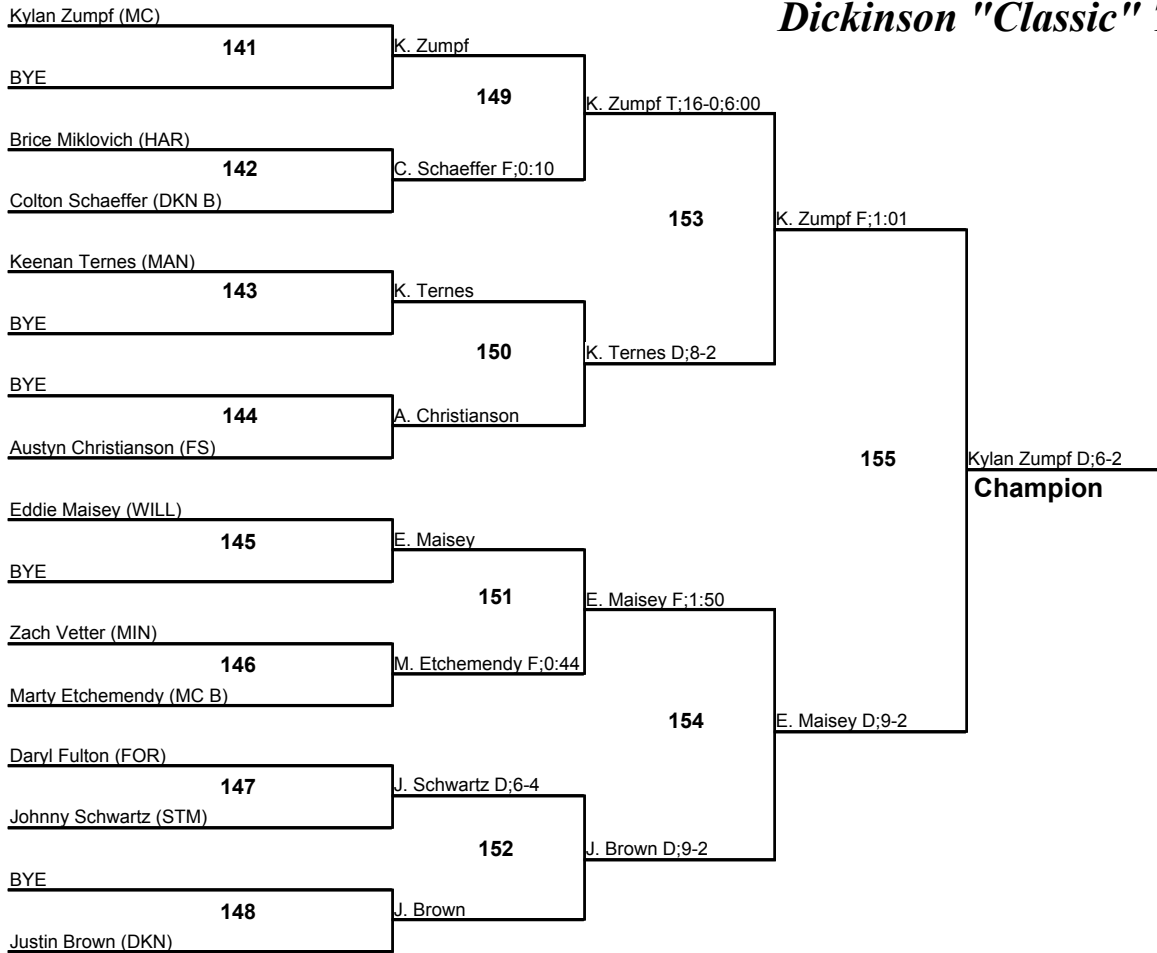 Dickinson "Classic"
Kylan Zumpf (MC)
141
BYE
K. Zumpf
149
Brice Miklovich (HAR)
142
Colton Schaeffer (DKN B)
C. Schaeffer F;0:10
K. Zumpf T;16-0;6:00
153
Keenan Ternes (MAN)
143
BYE
K. Ternes
150
BYE
144
Austyn Christianson (FS)
A. Christianson
K. Ternes D;8-2
K. Zumpf F;1:01
155
Eddie Maisey (WILL)
145
BYE
E. Maisey
151
Zach Vetter (MIN)
146
Marty Etchemendy (MC B)
M. Etchemendy F;0:44
E. Maisey F;1:50
154
Daryl Fulton (FOR)
147
Johnny Schwartz (STM)
J. Schwartz D;6-4
152
BYE
148
Justin Brown (DKN)
J. Brown
J. Brown D;9-2
E. Maisey D;9-2
Kylan Zumpf D;6-2
Champion